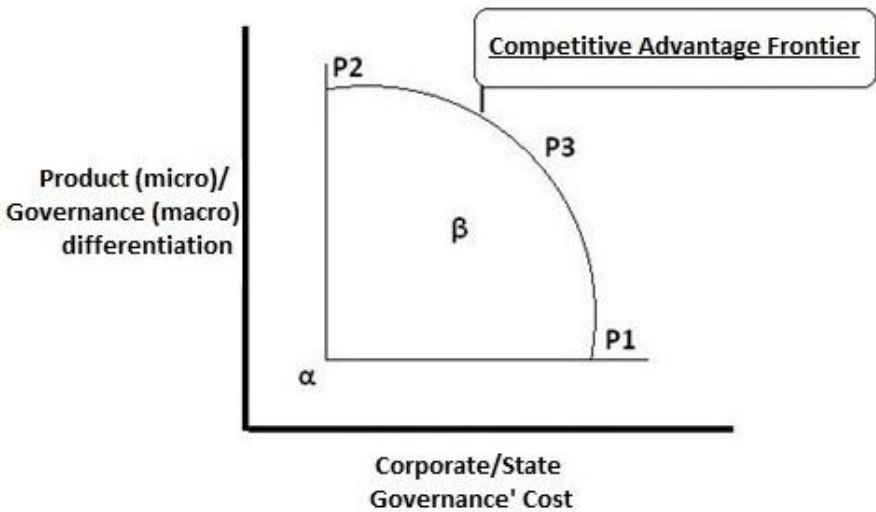 Competitive Advantage Frontier
P2
P3
Product (micro)/
Governance (macro)
differentiation
β
P1
α
Corporate/State
Governance' Cost